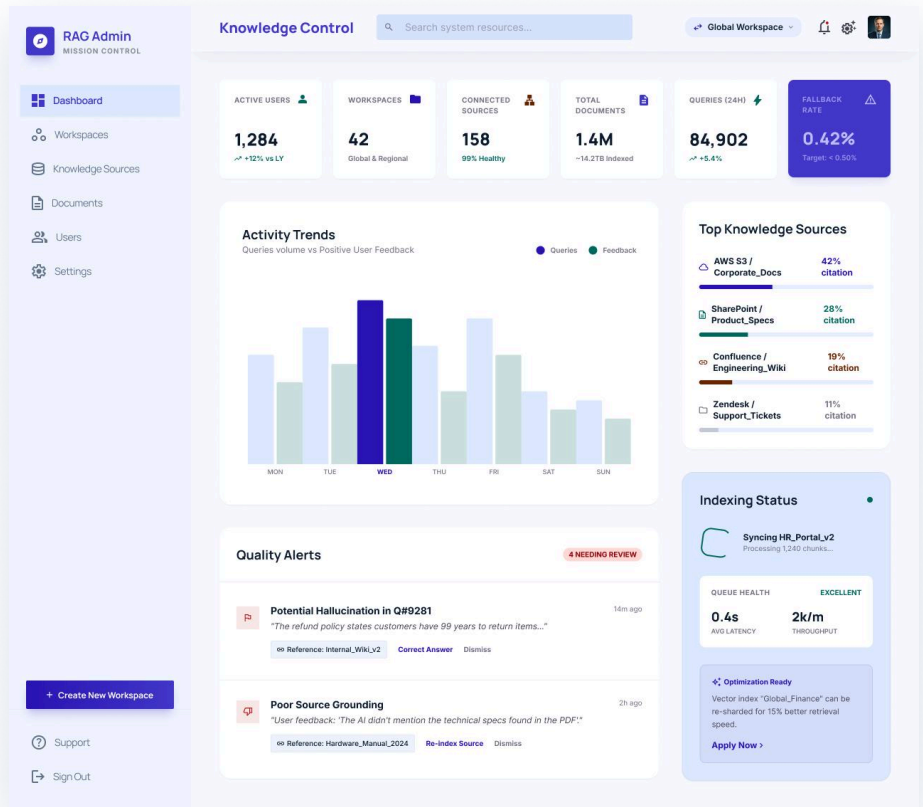 RAG Admin
MISSION CONTROL
Dashboard
Workspaces
Knowledge Sources
Documents
Users
Settings
+ Create New Workspace
Support
Sign Out
Knowledge Control
Search system resources...
Global Workspace
ACTIVE USERS
1,284
+12% vs LY
WORKSPACES
42
Global & Regional
CONNECTED
SOURCES
158
99% Healthy
TOTAL
DOCUMENTS
1.4M
~14.2TB Indexed
QUERIES (24H)
84,902
+5.4%
FALLBACK
RATE
0.42%
Target: < 0.50%
Activity Trends
Queries volume vs Positive User Feedback
Queries
Feedback
MON TUE WED THU FRI SAT SUN
Quality Alerts
4 NEEDING REVIEW
Potential Hallucination in Q#9281
14m ago
"The refund policy states customers have 99 years to return items..."
Reference: Internal_Wiki_v2 Correct Answer Dismiss
Poor Source Grounding
2h ago
"User feedback: 'The AI didn't mention the technical specs found in the PDF'."
Reference: Hardware_Manual_2024 Re-index Source Dismiss
Top Knowledge Sources
AWS S3 /
Corporate_Docs
42%
citation
SharePoint /
Product_Specs
28%
citation
Confluence /
Engineering_Wiki
19%
citation
Zendesk /
Support_Tickets
11%
citation
Indexing Status
Syncing HR_Portal_v2
Processing 1,240 chunks...
QUEUE HEALTH EXCELLENT
0.4s
AVG LATENCY
2k/m
THROUGHPUT
Optimization Ready
Vector index "Global_Finance" can be
re-sharded for 15% better retrieval
speed.
Apply Now >